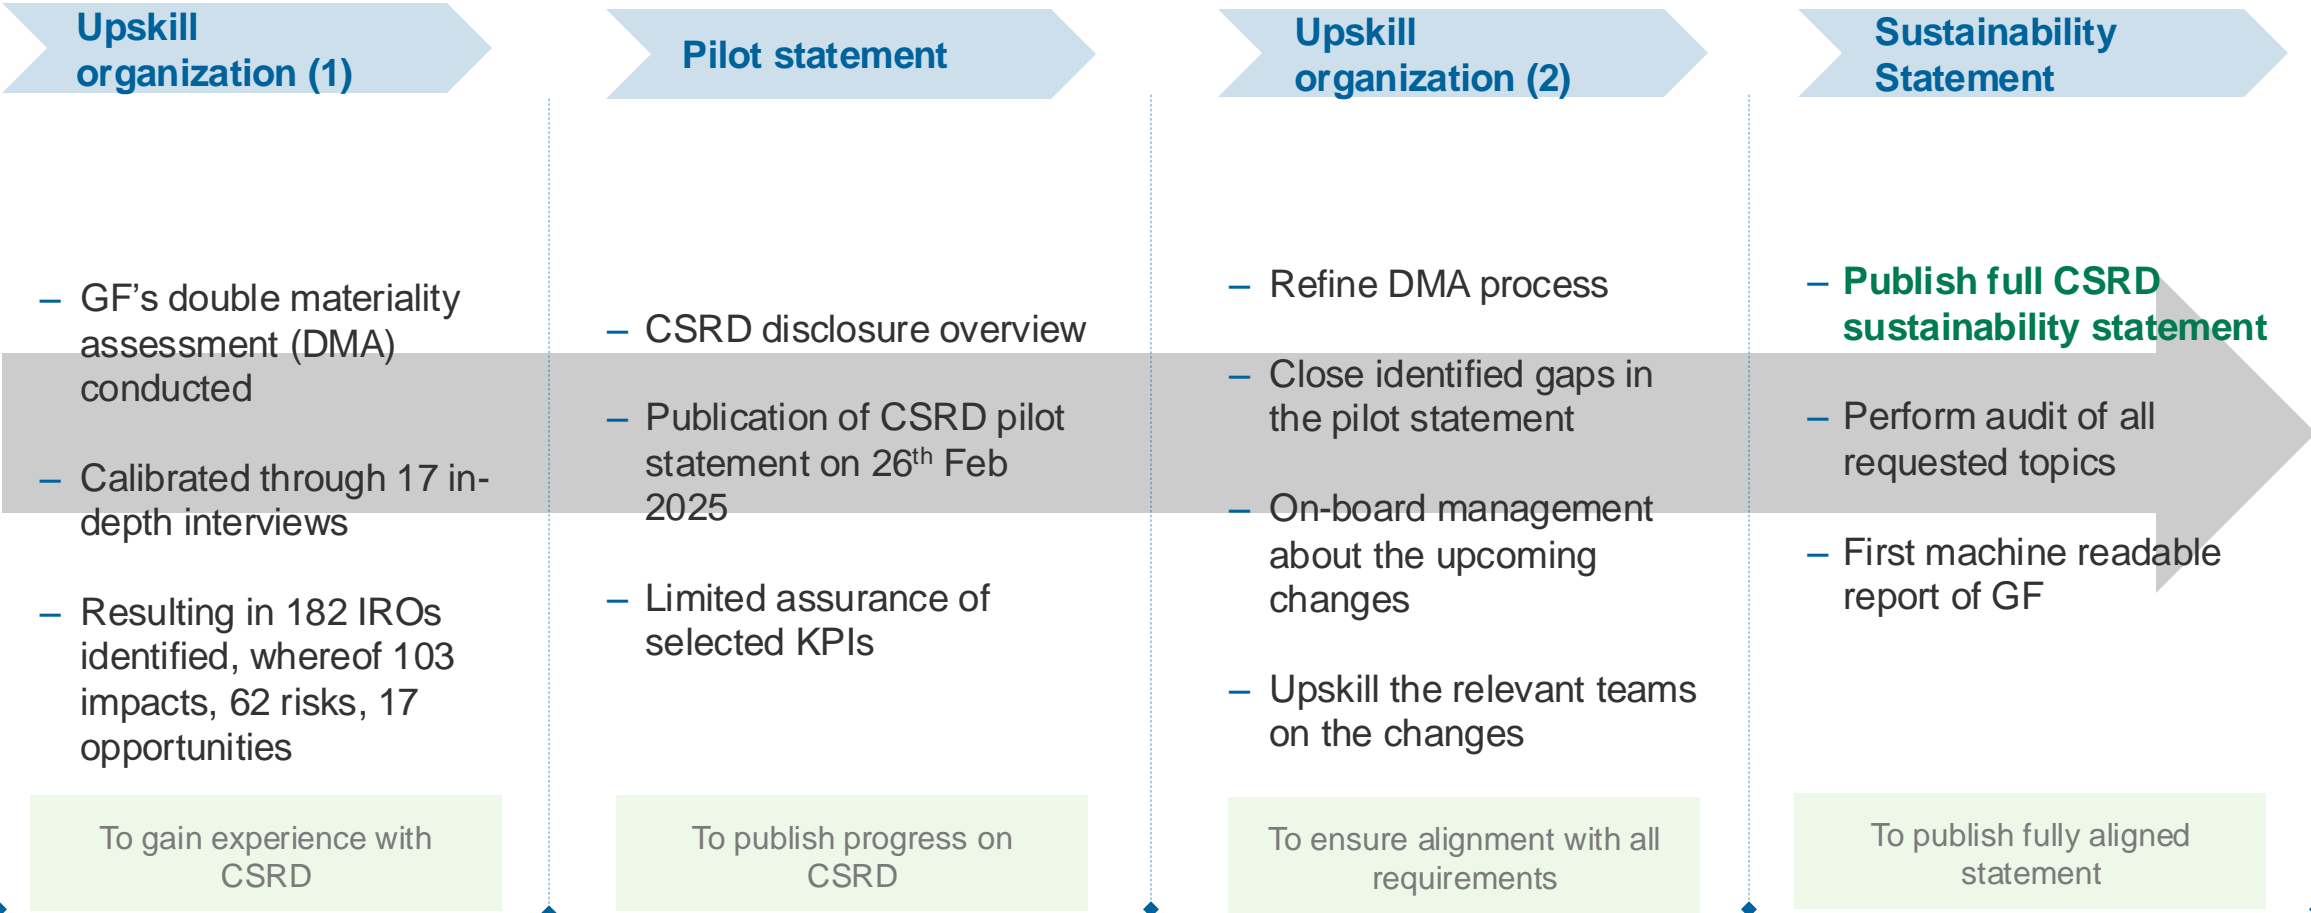 Upskill
organization (1)
– GF’s double materiality
assessment (DMA)
conducted
– Calibrated through 17 in-
depth interviews
– Resulting in 182 IROs
identified, whereof 103
impacts, 62 risks, 17
opportunities
To gain experience with
CSRD
Pilot statement
– CSRD disclosure overview
– Publication of CSRD pilot
statement on 26th Feb
2025
– Limited assurance of
selected KPIs
To publish progress on
CSRD
Upskill
organization (2)
– Refine DMA process
– Close identified gaps in
the pilot statement
– On-board management
about the upcoming
changes
– Upskill the relevant teams
on the changes
To ensure alignment with all
requirements
Sustainability
Statement
– Publish full CSRD
sustainability statement
– Perform audit of all
requested topics
– First machine readable
report of GF
To publish fully aligned
statement